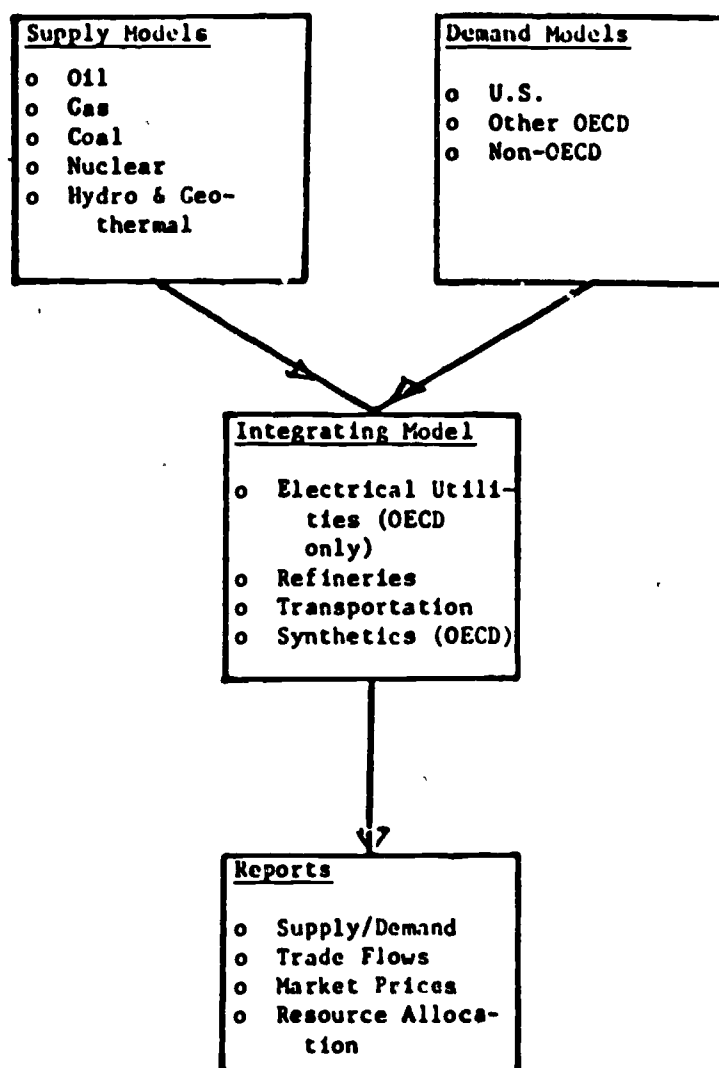 Supply Models
o Oil
o Gas
o Coal
o Nuclear
o Hydro & Geo-
thermal
Demand Models
o U.S.
o Other OECD
o Non-OECD
Integrating Model
o Electrical Utili-
ties (OECD
only)
o Refineries
o Transportation
o Synthetics (OECD)
Reports
o Supply/Demand
o Trade Flows
o Market Prices
o Resource Alloca-
tion